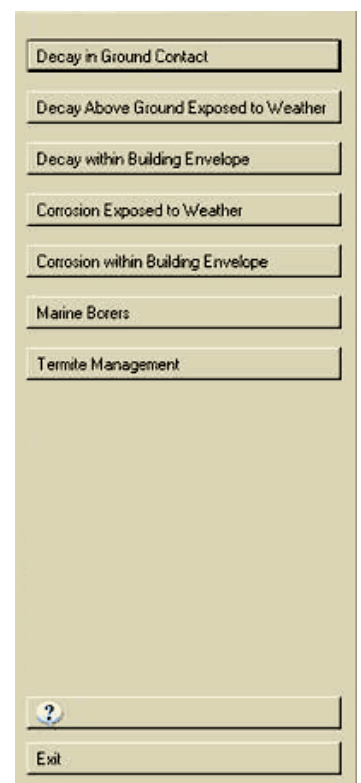 Decay in Ground Contact
Decay Above Ground Exposed to Weather
Decay within Building Envelope
Corrosion Exposed to Weather
Corrosion within Building Envelope
Marine Borers
Termite Management
?
Exit